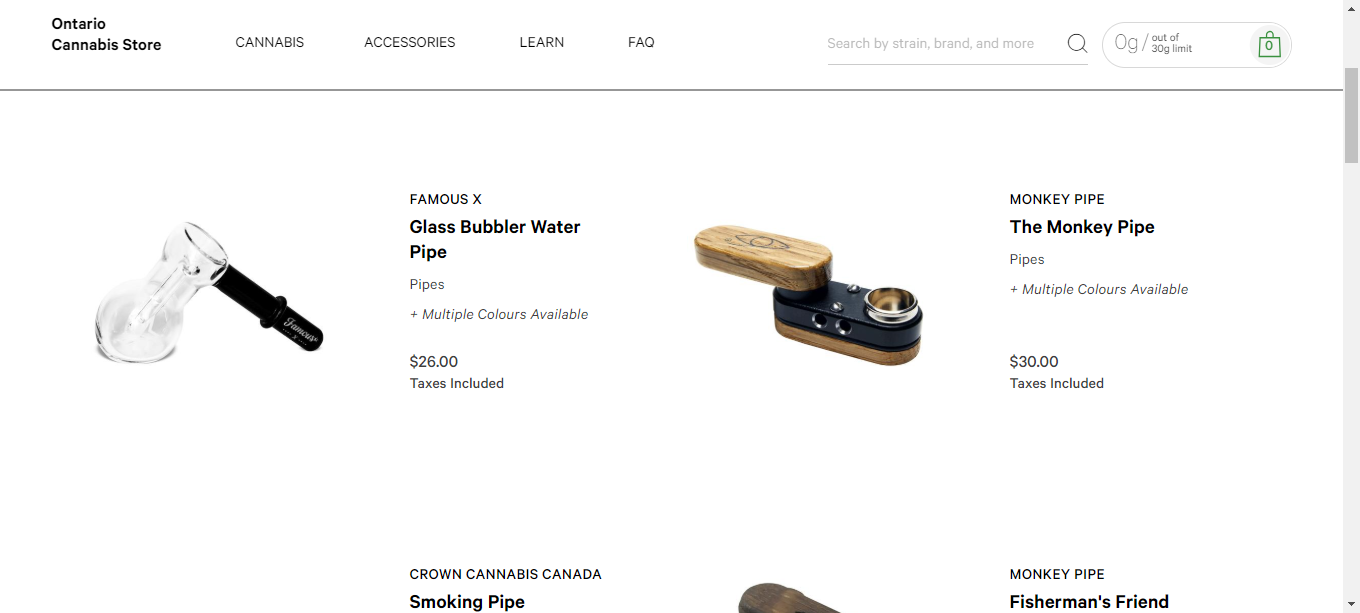 Ontario
Cannabis Store
CANNABIS
ACCESSORIES
LEARN
FAQ
Search by strain, brand, and more
0g / out of
30g limit
0
FAMOUS X
Glass Bubbler Water
Pipe
Pipes
+ Multiple Colours Available
$26.00
Taxes Included
Famous
MONKEY PIPE
The Monkey Pipe
Pipes
+ Multiple Colours Available
$30.00
Taxes Included
CROWN CANNABIS CANADA
Smoking Pipe
MONKEY PIPE
Fisherman's Friend